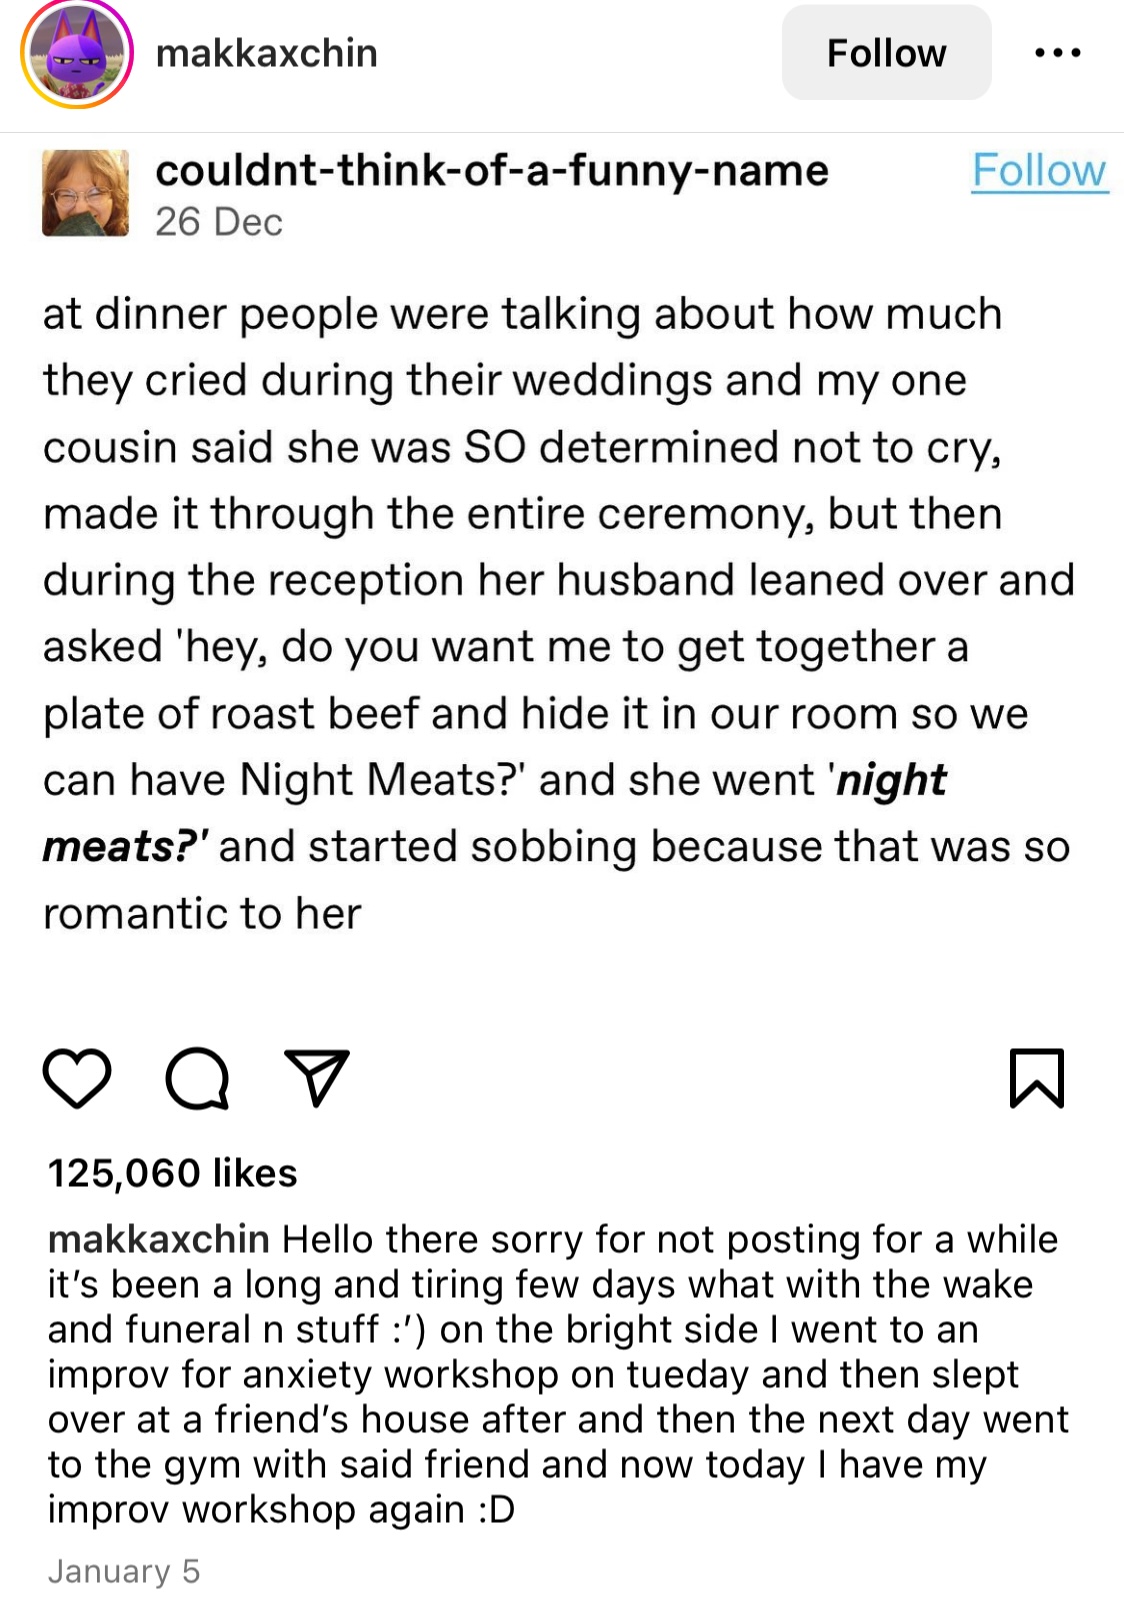 makkaxchin
Follow
couldnt-think-of-a-funny-name
Follow
26 Dec
at dinner people were talking about how much
they cried during their weddings and my one
cousin said she was SO determined not to cry,
made it through the entire ceremony, but then
during the reception her husband leaned over and
asked 'hey, do you want me to get together a
plate of roast beef and hide it in our room so we
can have Night Meats?' and she went 'night
meats?' and started sobbing because that was so
romantic to her
125,060 likes
makkaxchin Hello there sorry for not posting for a while
it's been a long and tiring few days what with the wake
and funeral n stuff :') on the bright side I went to an
improv for anxiety workshop on tueday and then slept
over at a friend's house after and then the next day went
to the gym with said friend and now today I have my
improv workshop again :D
January 5